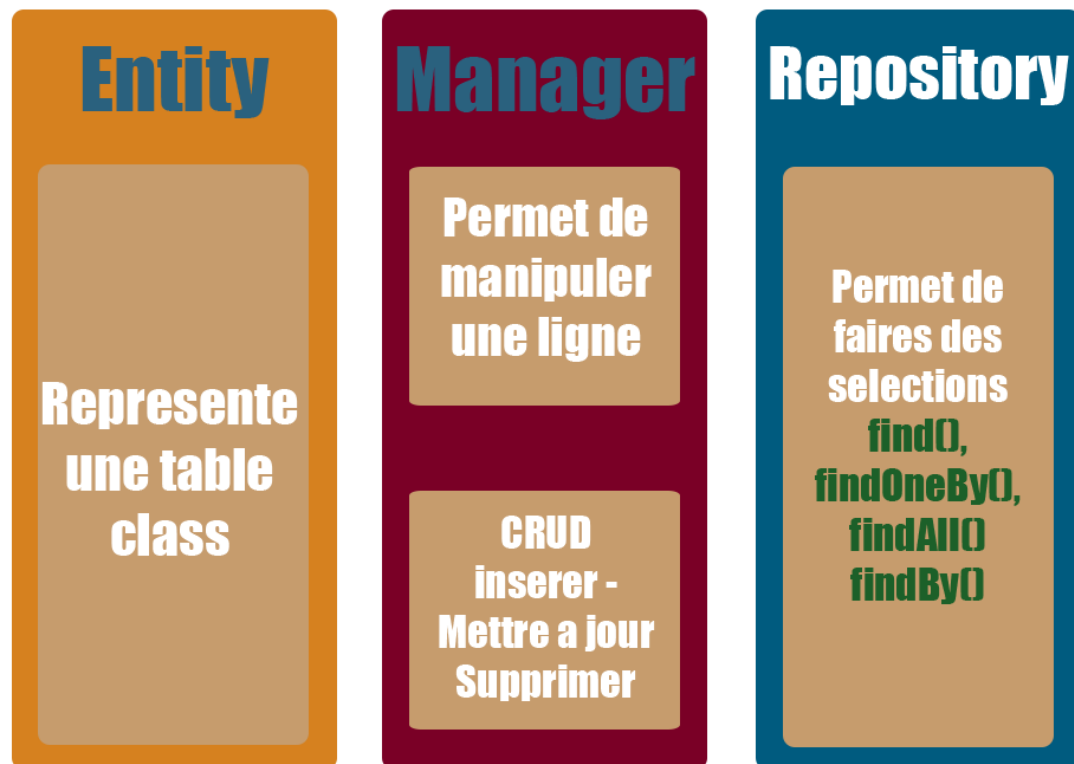 Entity
Represente
une table
class
Manager
Permet de
manipuler
une ligne
CRUD
inserer -
Mettre a jour
Supprimer
Repository
Permet de
faires des
selections
find(),
findOneBy(),
findAll()
findBy()